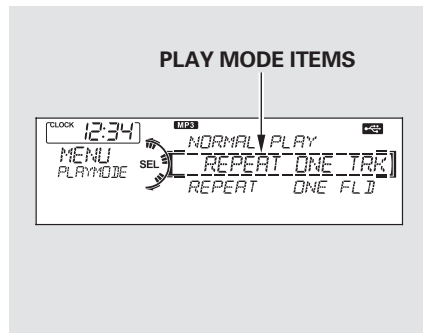 PLAY MODE ITEMS
CLOCK 12:34 MP3
NORMAL PLAY
MENU SEL REPEAT ONE TRK
PLAYMODE
REPEAT ONE FLD